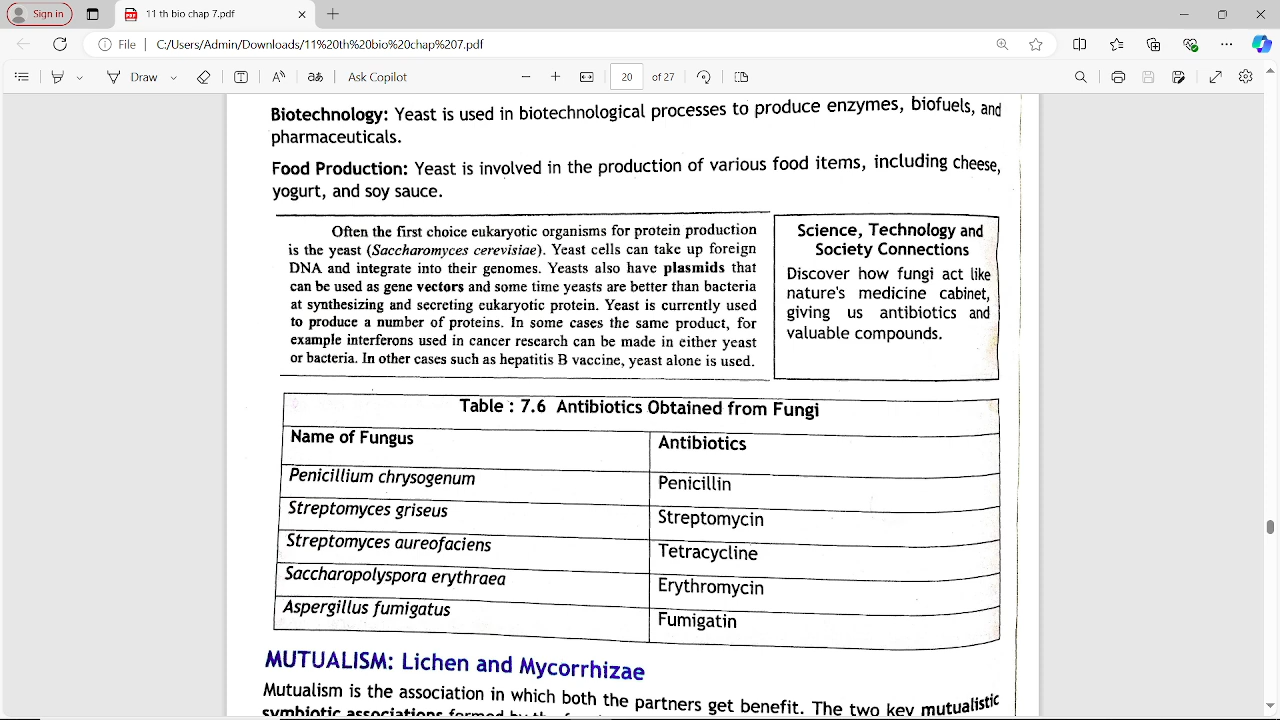 Sign in
11 th bio chap 7.pdf
File
C:/Users/Admin/Downloads/11%20th%20bio%20chap%207.pdf
Draw
Ask Copilot
20 of 27
Biotechnology: Yeast is used in biotechnological processes to produce enzymes, biofuels, and
pharmaceuticals.
Food Production: Yeast is involved in the production of various food items, including cheese,
yogurt, and soy sauce.
Often the first choice eukaryotic organisms for protein production
is the yeast (Saccharomyces cerevisiae). Yeast cells can take up foreign
DNA and integrate into their genomes. Yeasts also have plasmids that
can be used as gene vectors and some time yeasts are better than bacteria
at synthesizing and secreting eukaryotic protein. Yeast is currently used
to produce a number of proteins. In some cases the same product, for
example interferons used in cancer research can be made in either yeast
or bacteria. In other cases such as hepatitis B vaccine, yeast alone is used.
Science, Technology and
Society Connections
Discover how fungi act like
nature's medicine cabinet,
giving us antibiotics and
valuable compounds.
Table : 7.6 Antibiotics Obtained from Fungi
Name of Fungus Antibiotics
Penicillium chrysogenum Penicillin
Streptomyces griseus Streptomycin
Streptomyces aureofaciens Tetracycline
Saccharopolyspora erythraea Erythromycin
Aspergillus fumigatus Fumigatin
MUTUALISM: Lichen and Mycorrhizae
Mutualism is the association in which both the partners get benefit. The two key mutualistic
symbiotic associations formed by the